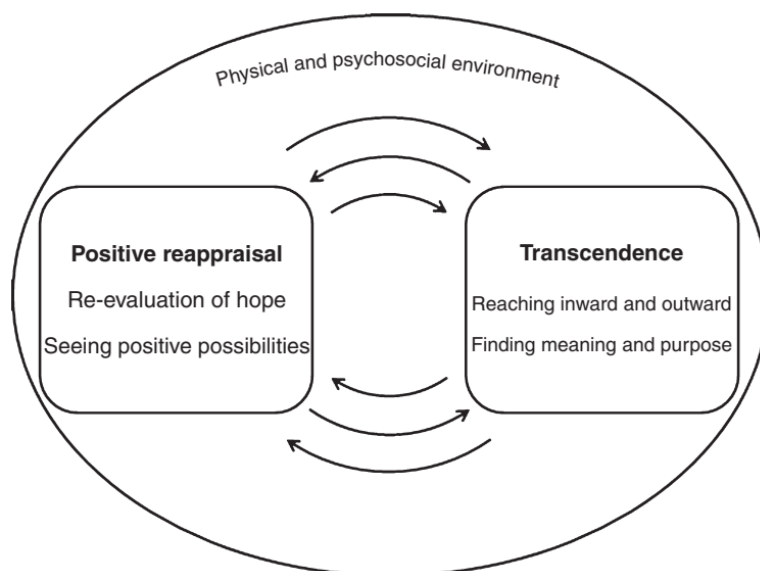 Physical and psychosocial environment
Positive reappraisal
Re-evaluation of hope
Seeing positive possibilities
Transcendence
Reaching inward and outward
Finding meaning and purpose